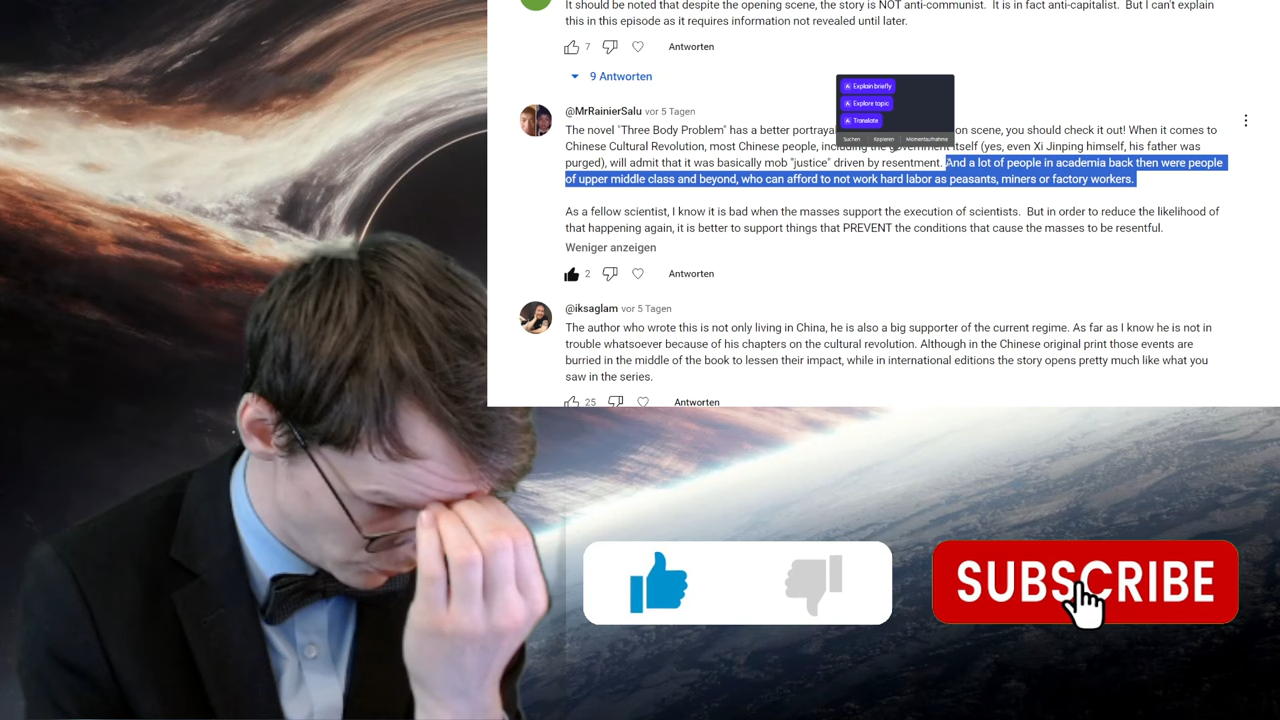 It should be noted that despite the opening scene, the story is NOT anti-communist. It is in fact anti-capitalist. But I can't explain
this in this episode as it requires information not revealed until later.
7 Antworten
9 Antworten
@MrRainierSalu vor 5 Tagen
The novel "Three Body Problem" has a better portraya on scene, you should check it out! When it comes to
Chinese Cultural Revolution, most Chinese people, including the government itself (yes, even Xi Jinping himself, his father was
purged), will admit that it was basically mob "justice" driven by resentment. And a lot of people in academia back then were people
of upper middle class and beyond, who can afford to not work hard labor as peasants, miners or factory workers.
Explain briefly
Explore topic
Translate
Suchen Kopieren Momentaufnahme
As a fellow scientist, I know it is bad when the masses support the execution of scientists. But in order to reduce the likelihood of
that happening again, it is better to support things that PREVENT the conditions that cause the masses to be resentful.
Weniger anzeigen
2 Antworten
@iksaglam vor 5 Tagen
The author who wrote this is not only living in China, he is also a big supporter of the current regime. As far as I know he is not in
trouble whatsoever because of his chapters on the cultural revolution. Although in the Chinese original print those events are
burried in the middle of the book to lessen their impact, while in international editions the story opens pretty much like what you
saw in the series.
25 Antworten
SUBSCRIBE